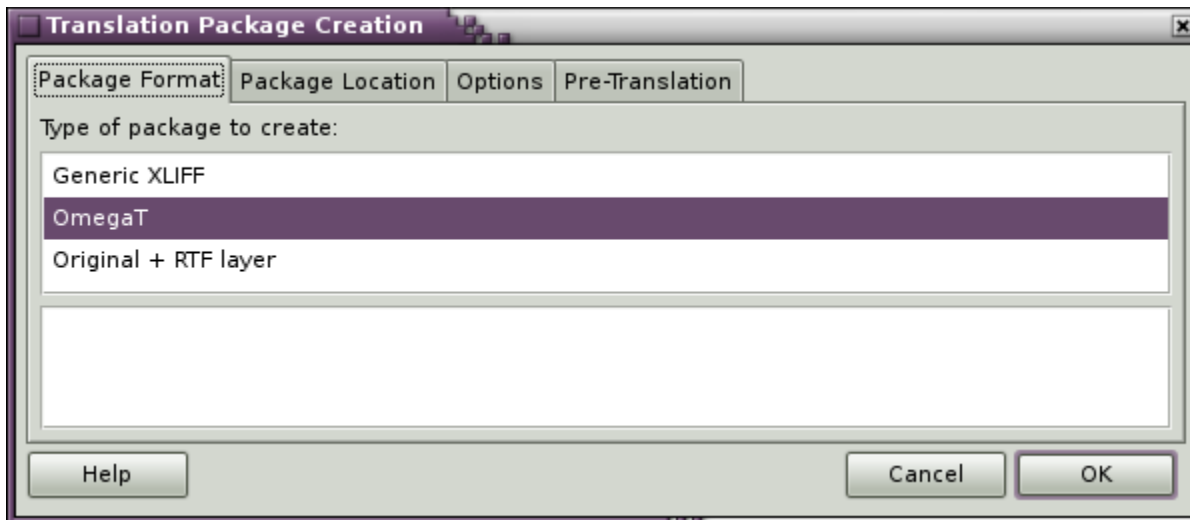 Translation Package Creation
Package Format Package Location Options Pre-Translation
Type of package to create:
Generic XLIFF
OmegaT
Original + RTF layer
Help Cancel OK